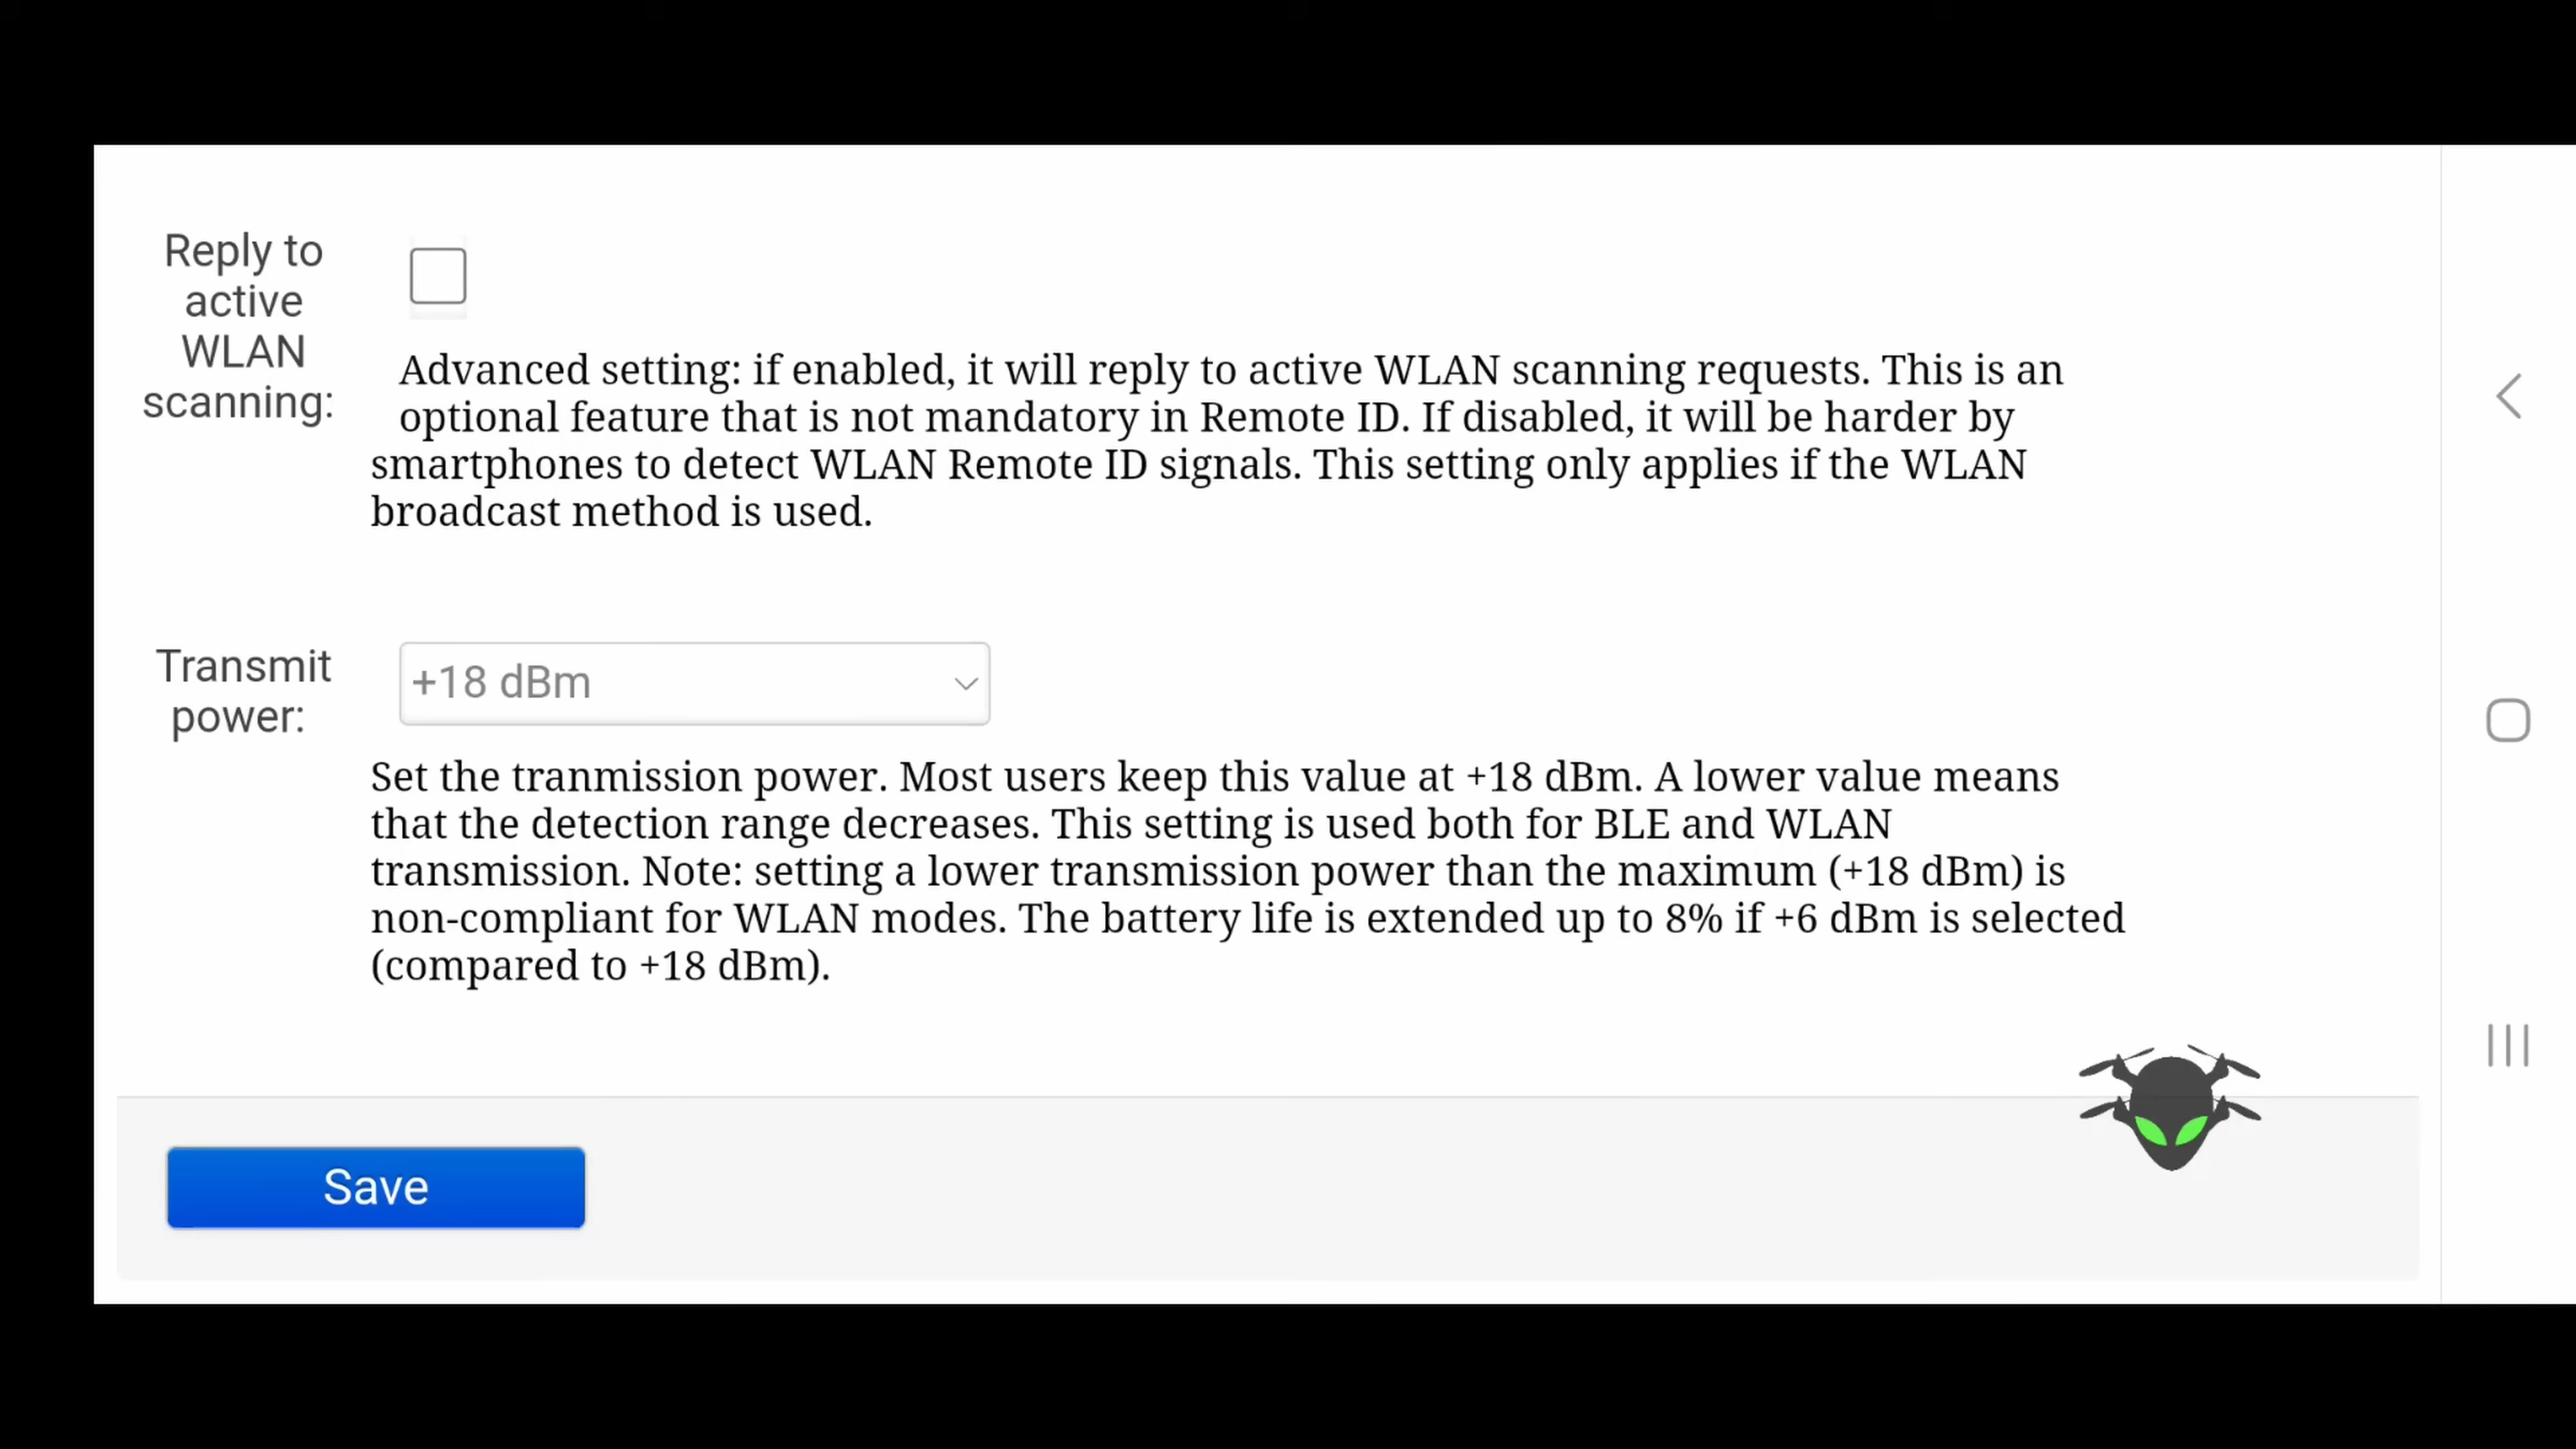 Reply to
active
WLAN
scanning:
Advanced setting: if enabled, it will reply to active WLAN scanning requests. This is an
optional feature that is not mandatory in Remote ID. If disabled, it will be harder by
smartphones to detect WLAN Remote ID signals. This setting only applies if the WLAN
broadcast method is used.
Transmit
power:
+18 dBm
Set the tranmission power. Most users keep this value at +18 dBm. A lower value means
that the detection range decreases. This setting is used both for BLE and WLAN
transmission. Note: setting a lower transmission power than the maximum (+18 dBm) is
non-compliant for WLAN modes. The battery life is extended up to 8% if +6 dBm is selected
(compared to +18 dBm).
Save